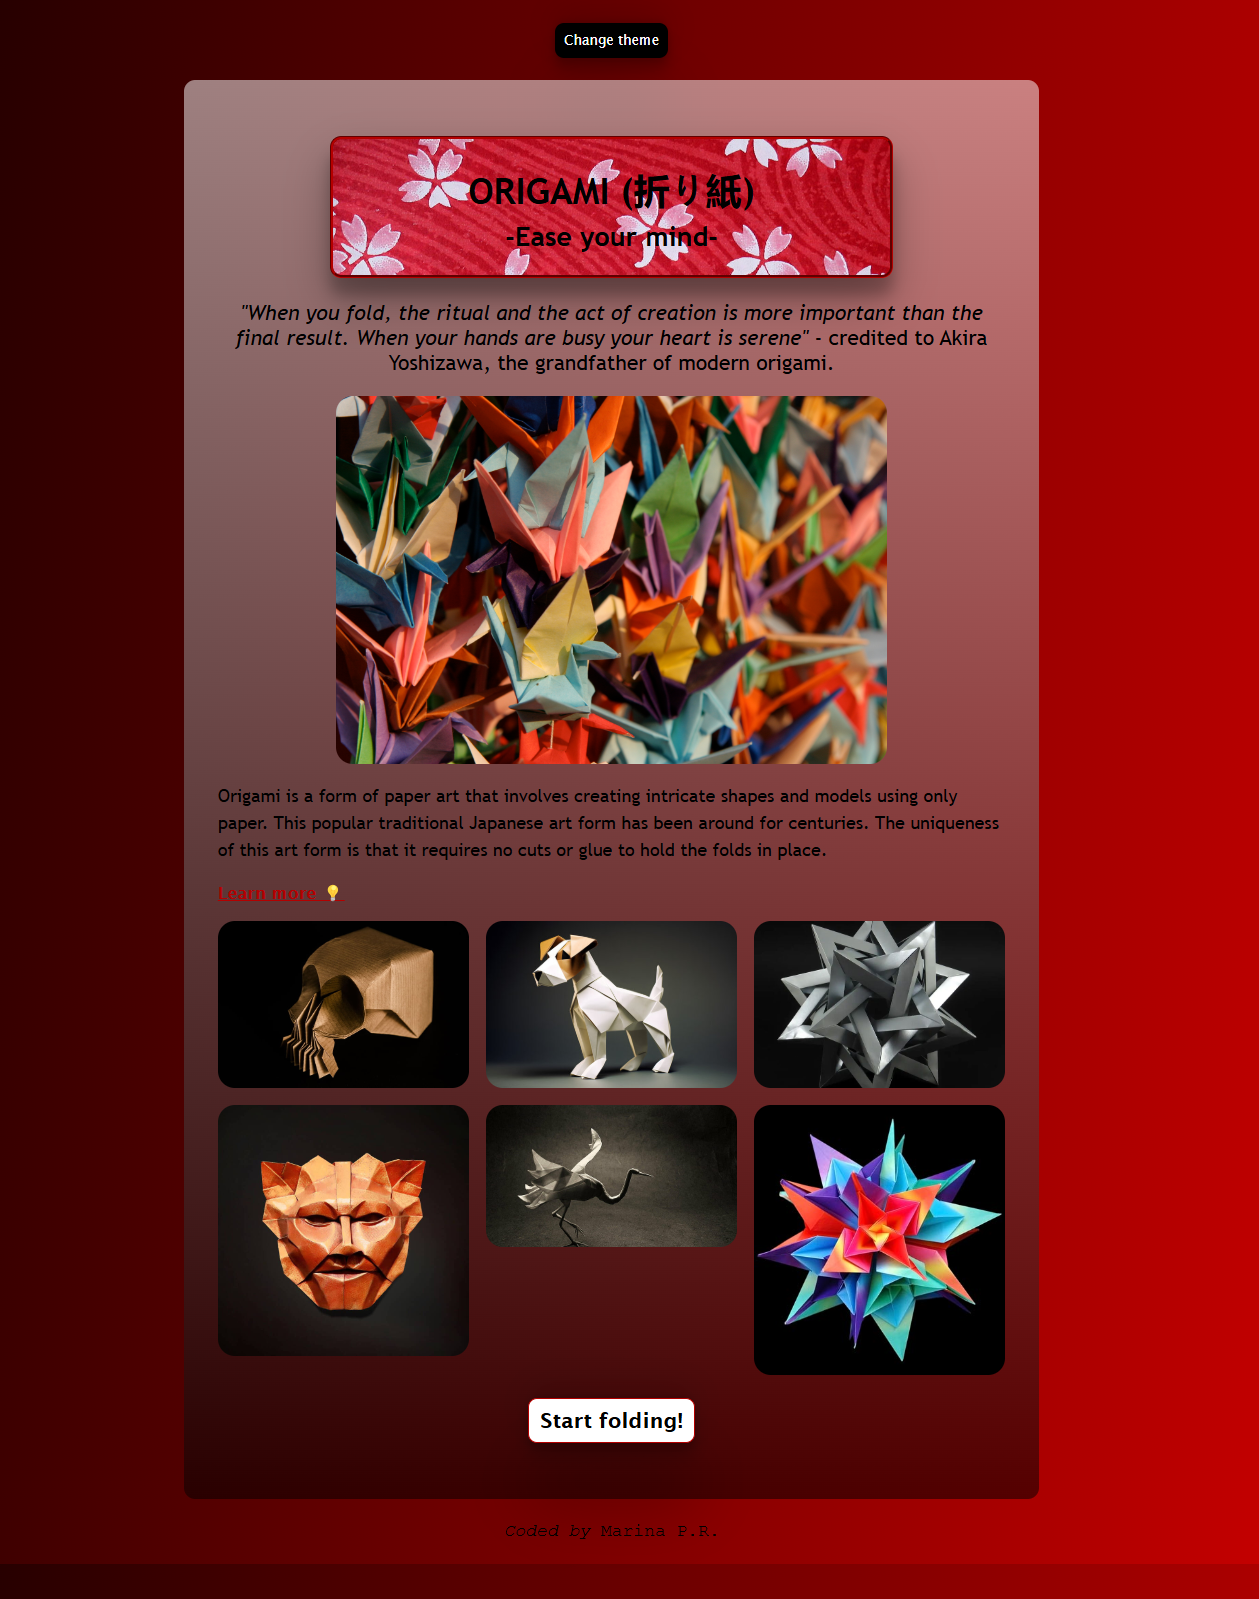 Change theme
ORIGAMI (折り紙)
-Ease your mind-
"When you fold, the ritual and the act of creation is more important than the
final result. When your hands are busy your heart is serene" - credited to Akira
Yoshizawa, the grandfather of modern origami.
Origami is a form of paper art that involves creating intricate shapes and models using only
paper. This popular traditional Japanese art form has been around for centuries. The uniqueness
of this art form is that it requires no cuts or glue to hold the folds in place.
Learn more 💡
Start folding!
Coded by Marina P.R.